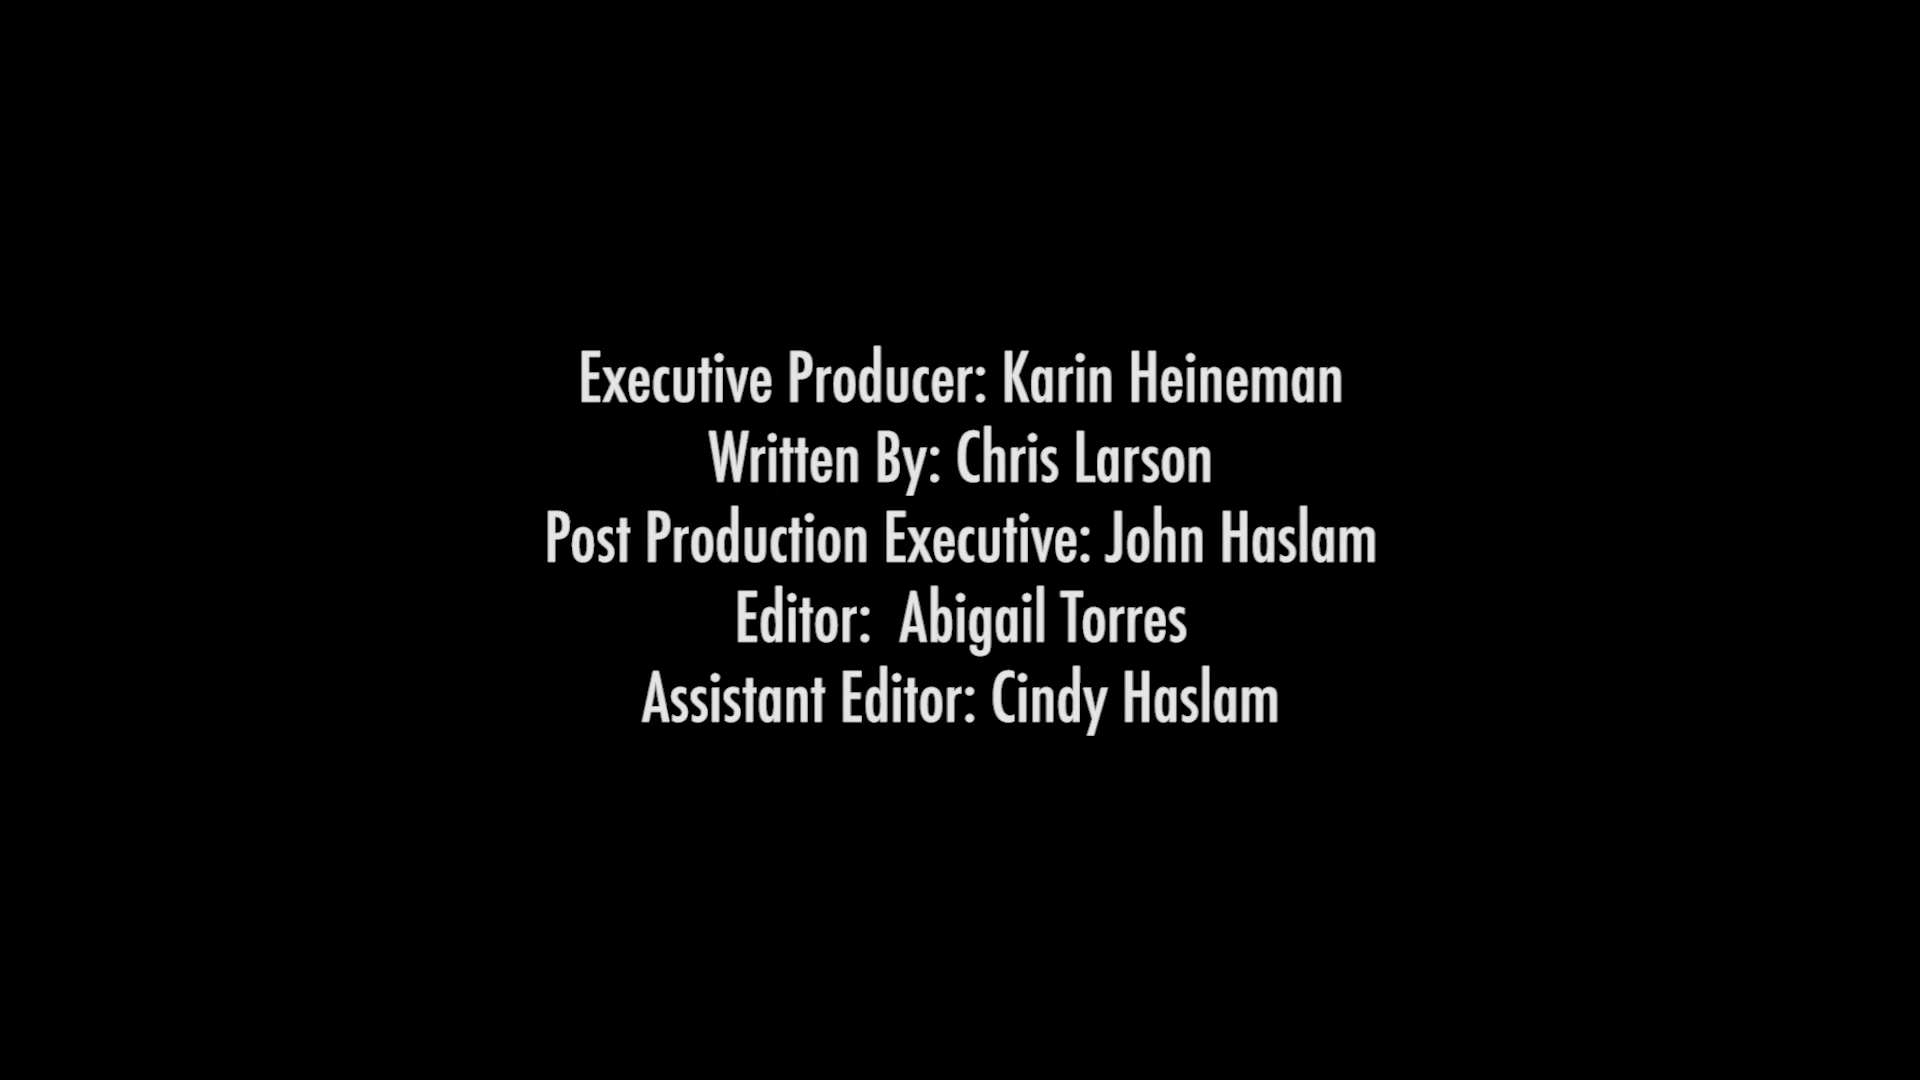 Executive Producer: Karin Heineman
Written By: Chris Larson
Post Production Executive: John Haslam
Editor:  Abigail Torres
Assistant Editor: Cindy Haslam